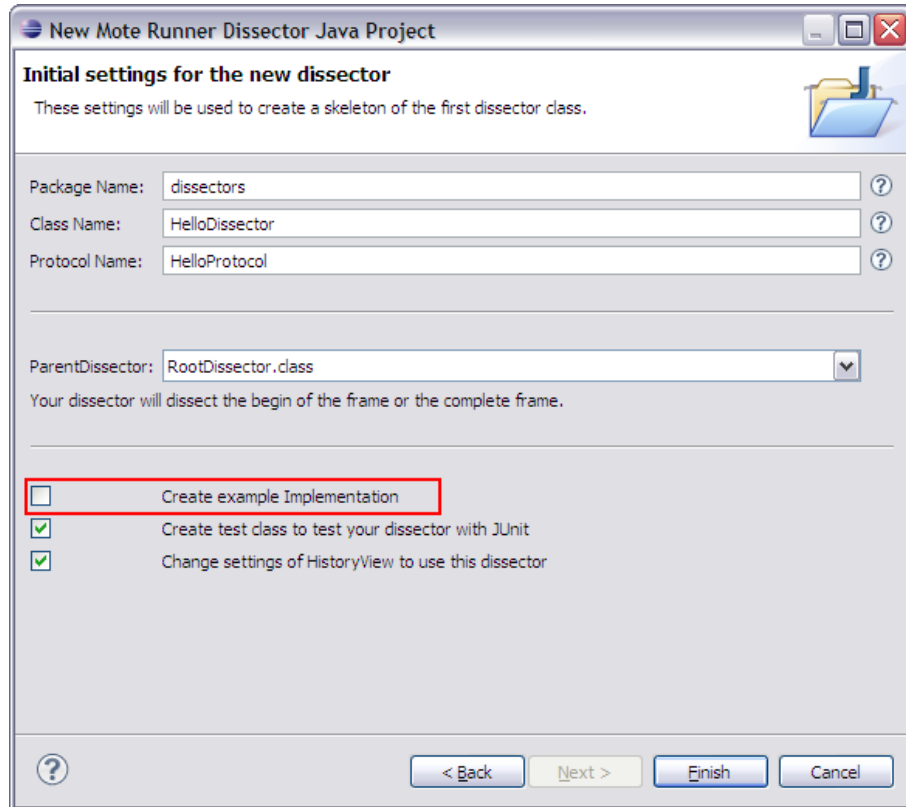 New Mote Runner Dissector Java Project
Initial settings for the new dissector
These settings will be used to create a skeleton of the first dissector class.
Package Name: dissectors ?
Class Name: HelloDissector ?
Protocol Name: HelloProtocol ?
ParentDissector: RootDissector.class
Your dissector will dissect the begin of the frame or the complete frame.
Create example Implementation
Create test class to test your dissector with JUnit
Change settings of HistoryView to use this dissector
? < Back Next > Finish Cancel